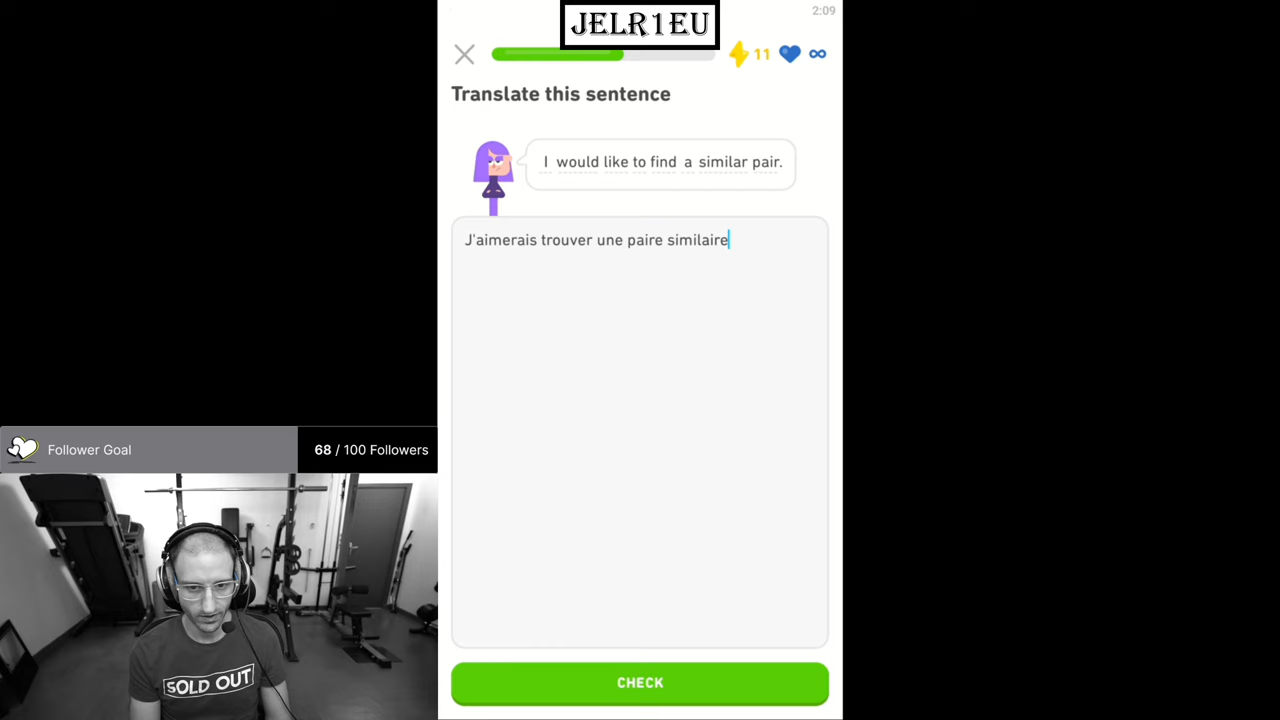 JELR1EU
2:09
11
Translate this sentence
I would like to find a similar pair.
J'aimerais trouver une paire similaire
Follower Goal
68 / 100 Followers
SOLD OUT
CHECK